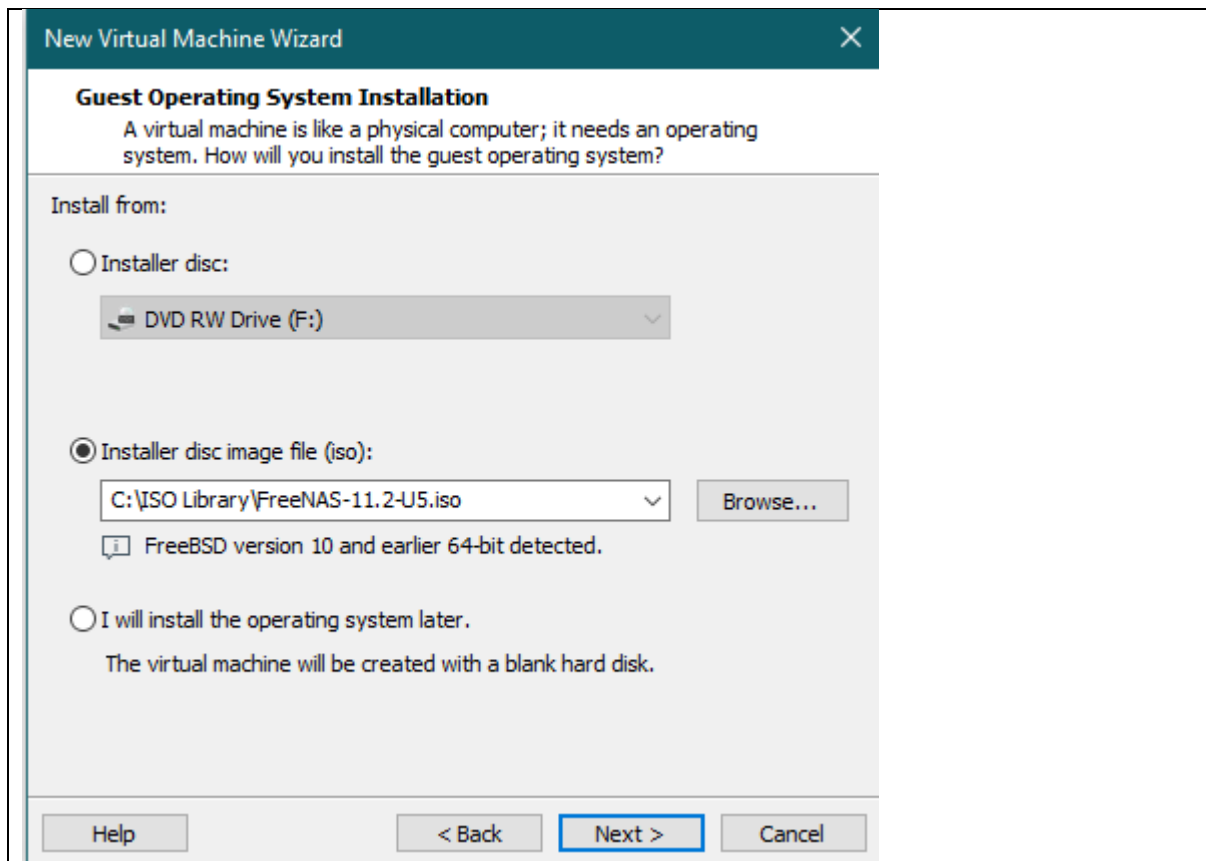 New Virtual Machine Wizard
Guest Operating System Installation
A virtual machine is like a physical computer; it needs an operating
system. How will you install the guest operating system?
Install from:
Installer disc:
DVD RW Drive (F:)
Installer disc image file (iso):
C:\ISO Library\FreeNAS-11.2-U5.iso
Browse...
FreeBSD version 10 and earlier 64-bit detected.
I will install the operating system later.
The virtual machine will be created with a blank hard disk.
Help
< Back
Next >
Cancel